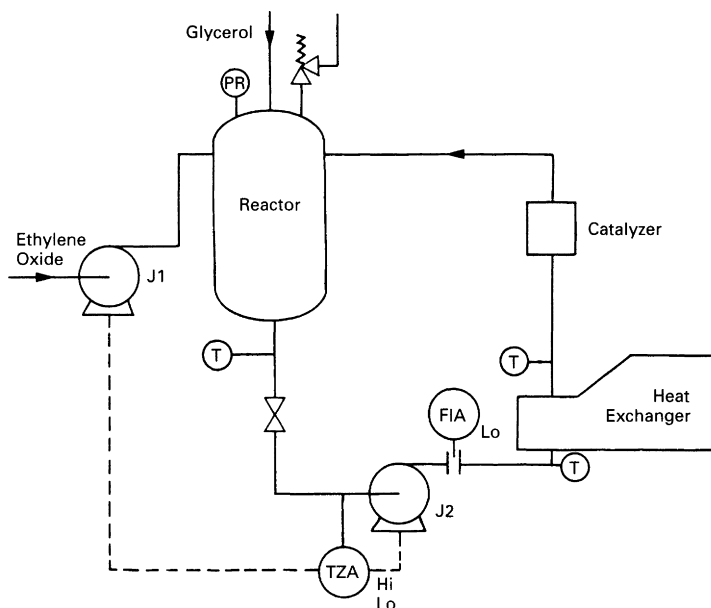 Glycerol
PR
Reactor
Ethylene
Oxide
J1
Catalyzer
T
T
Heat
Exchanger
FIA
Lo
T
J2
TZA
Hi
Lo